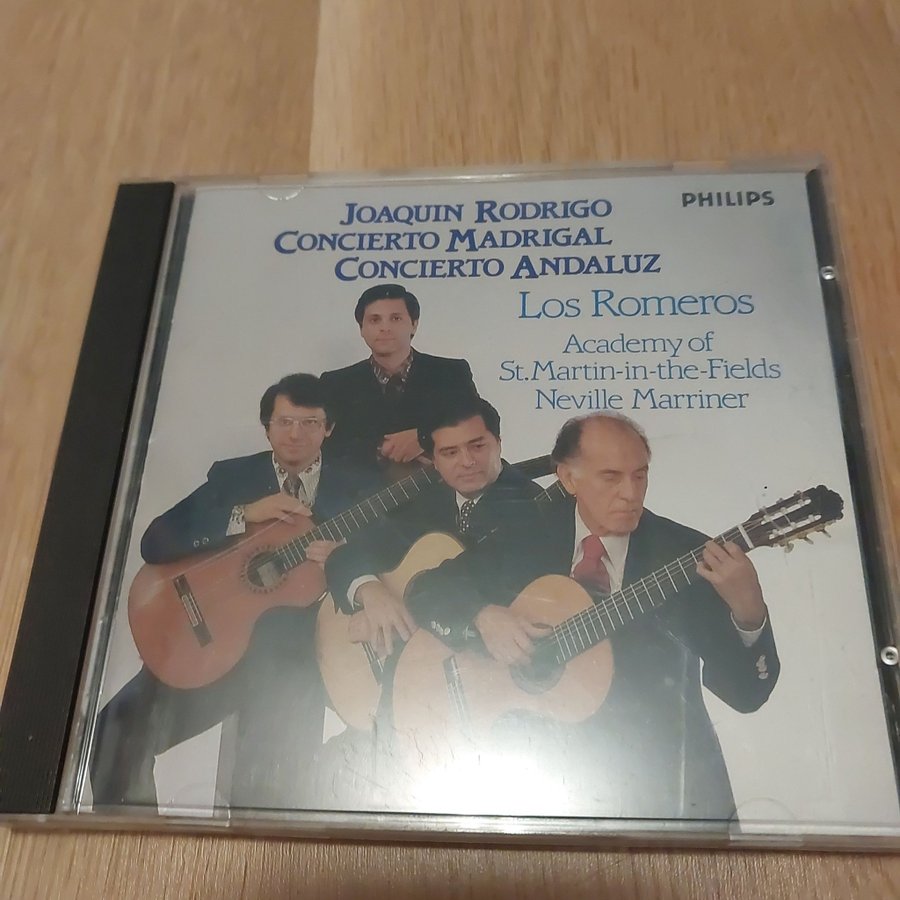 PHILIPS
JOAQUIN RODRIGO
CONCIERTO MADRIGAL
CONCIERTO ANDALUZ
Los Romeros
Academy of
St. Martin-in-the-Fields
Neville Marriner